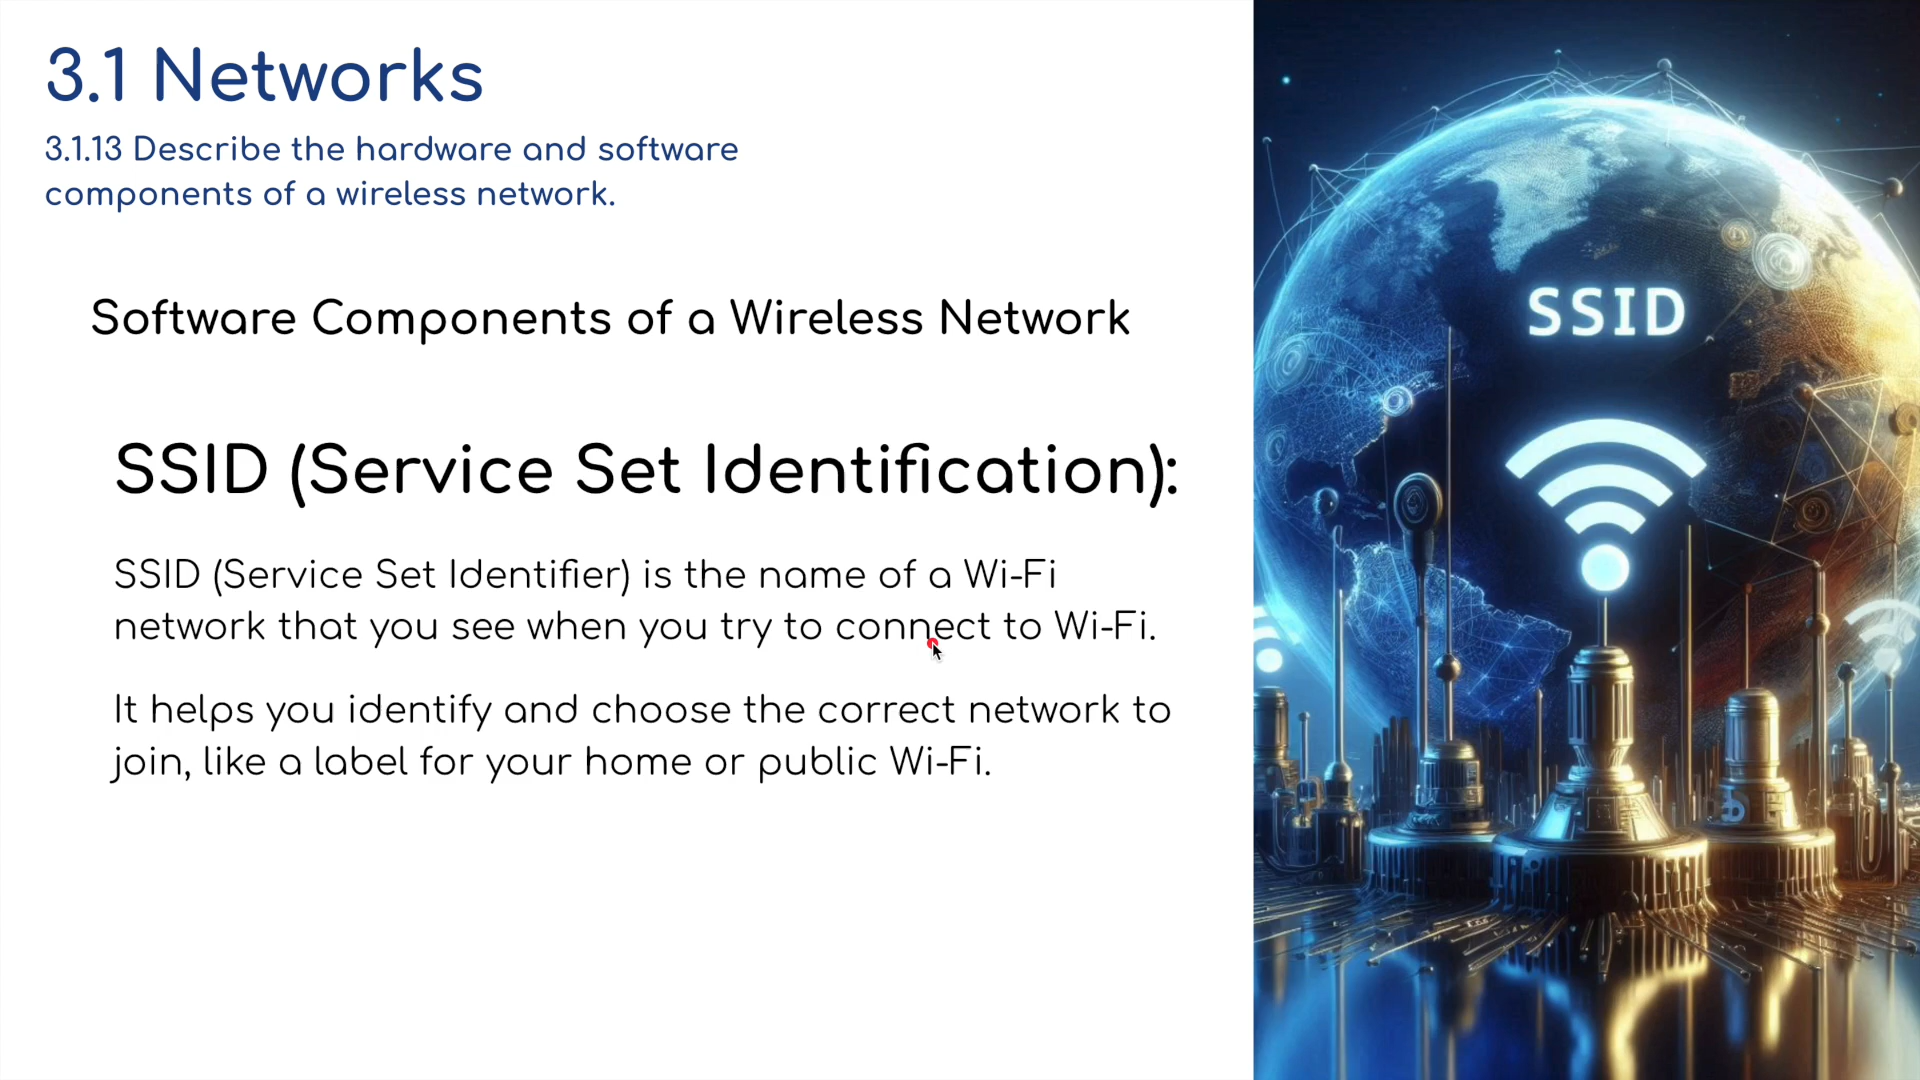 3.1 Networks
3.1.13 Describe the hardware and software
components of a wireless network.
Software Components of a Wireless Network
SSID (Service Set Identification):
SSID (Service Set Identifier) is the name of a Wi-Fi
network that you see when you try to connect to Wi-Fi.
It helps you identify and choose the correct network to
join, like a label for your home or public Wi-Fi.
SSID